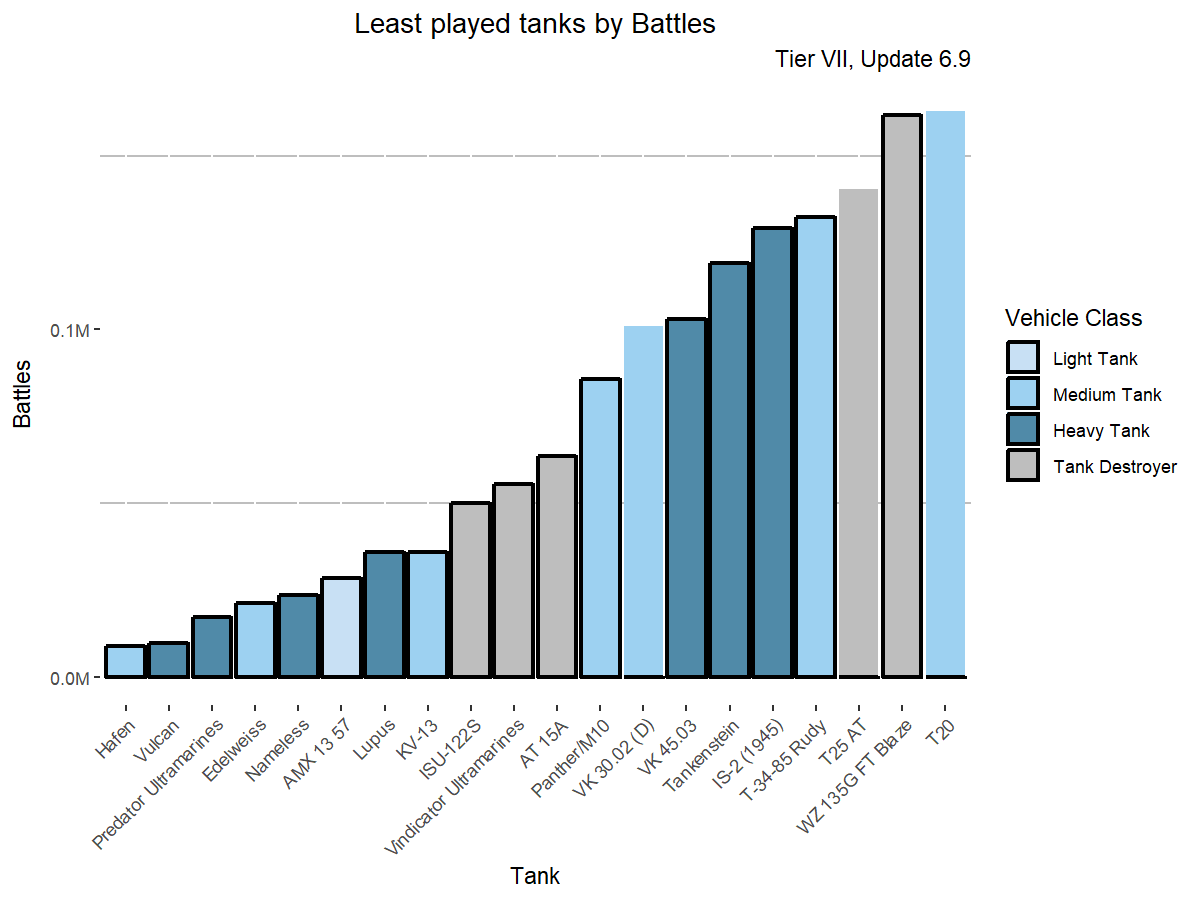 Least played tanks by Battles
Tier VII, Update 6.9
Battles
0.1M
0.0M
Hafen
Vulcan
Predator Ultramarines
Edelweiss
Nameless
AMX 13 57
Lupus
KV-13
ISU-122S
Vindicator Ultramarines
AT 15A
Panther/M10
VK 30.02 (D)
VK 45.03
Tankenstein
IS-2 (1945)
T-34-85 Rudy
T25 AT
WZ 135G FT Blaze
T20
Tank
Vehicle Class
Light Tank
Medium Tank
Heavy Tank
Tank Destroyer